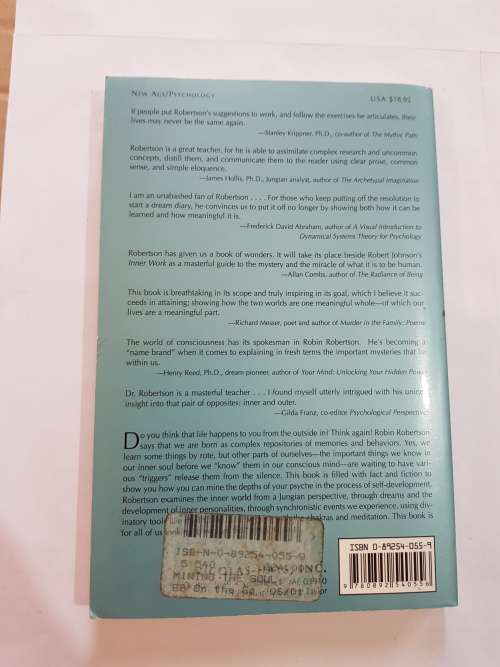 NEW AGE/PSYCHOLOGY
USA $16.95
If people put Robertson's suggestions to work, and follow the exercises he articulates, their
lives may never be the same again.
—Stanley Krippner, Ph.D., co-author of The Mythic Path
Robertson is a great teacher, for he is able to assimilate complex research and uncommon
concepts, distill them, and communicate them to the reader using clear prose, common
sense, and simple eloquence.
—James Hollis, Ph.D., Jungian analyst, author of The Archetypal Imagination
I am an unabashed fan of Robertson . . . . For those who keep putting off the resolution to
start a dream diary, he convinces us to put it off no longer by showing both how it can be
learned and how meaningful it is.
—Frederick David Abraham, author of A Visual Introduction to
Dynamical Systems Theory for Psychology
Robertson has given us a book of wonders. It will take its place beside Robert Johnson's
Inner Work as a masterful guide to the mystery and the miracle of what it is to be human.
—Allan Combs, author of The Radiance of Being
This book is breathtaking in its scope and truly inspiring in its goal, which I believe it suc-
ceeds in attaining; showing how the two worlds are one meaningful whole—of which our
lives are a meaningful part.
—Richard Messer, poet and author of Murder in the Family: Poems
The world of consciousness has its spokesman in Robin Robertson. He's becoming a
"name brand" when it comes to explaining in fresh terms the important mysteries that lie
within us.
—Henry Reed, Ph.D., dream pioneer, author of Your Mind: Unlocking Your Hidden Power
Dr. Robertson is a masterful teacher . . . I found myself utterly intrigued with his
insight into that pair of opposites: inner and outer.
—Gilda Franz, co-editor Psychological Perspectives
Do you think that life happens to you from the outside in? Think again! Robin Robertson
says that we are born as complex repositories of memories and behaviors. Yes, we
learn some things by rote, but other parts of ourselves—the important things we know in
our inner soul before we "know" them in our conscious mind—are waiting to have vari-
ous "triggers" release them from the silence. This book is filled with fact and fiction to
show you how you can mine the depths of your psyche in the process of self-development.
Robertson examines the inner world from a Jungian perspective, through dreams and the
development of inner personalities, through synchronistic events we experience, using div-
inatory tools like the chakras and meditation. This book is
for all of us
ISBN 0-89254-055-9
9 780892 540556
ISB-N-0-89254-055-9
MINING THE SOUL: